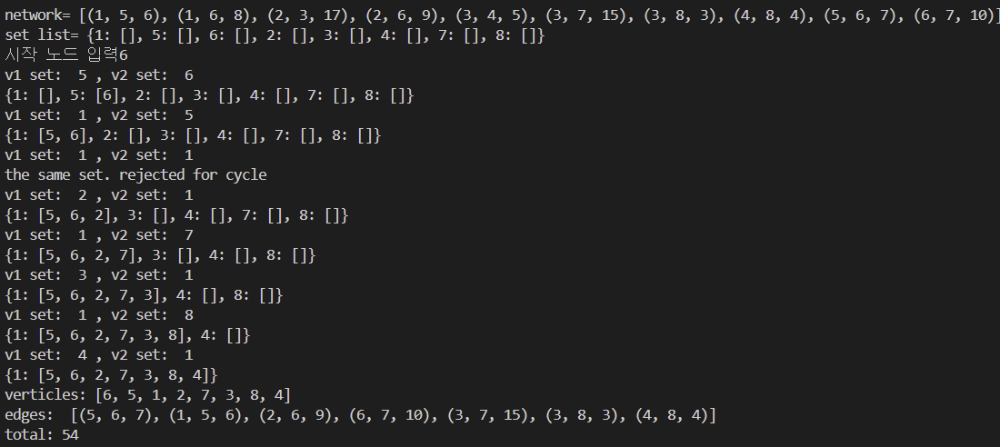 network= [(1, 5, 6), (1, 6, 8), (2, 3, 17), (2, 6, 9), (3, 4, 5), (3, 7, 15), (3, 8, 3), (4, 8, 4), (5, 6, 7), (6, 7, 10)]
set list= {1: [], 5: [], 6: [], 2: [], 3: [], 4: [], 7: [], 8: []}
시작 노드 입력6
v1 set:  5 , v2 set:  6
{1: [], 5: [6], 2: [], 3: [], 4: [], 7: [], 8: []}
v1 set:  1 , v2 set:  5
{1: [5, 6], 2: [], 3: [], 4: [], 7: [], 8: []}
v1 set:  1 , v2 set:  1
the same set. rejected for cycle
v1 set:  2 , v2 set:  1
{1: [5, 6, 2], 3: [], 4: [], 7: [], 8: []}
v1 set:  1 , v2 set:  7
{1: [5, 6, 2, 7], 3: [], 4: [], 8: []}
v1 set:  3 , v2 set:  1
{1: [5, 6, 2, 7, 3], 4: [], 8: []}
v1 set:  1 , v2 set:  8
{1: [5, 6, 2, 7, 3, 8], 4: []}
v1 set:  4 , v2 set:  1
{1: [5, 6, 2, 7, 3, 8, 4]}
verticles: [6, 5, 1, 2, 7, 3, 8, 4]
edges:  [(5, 6, 7), (1, 5, 6), (2, 6, 9), (6, 7, 10), (3, 7, 15), (3, 8, 3), (4, 8, 4)]
total: 54